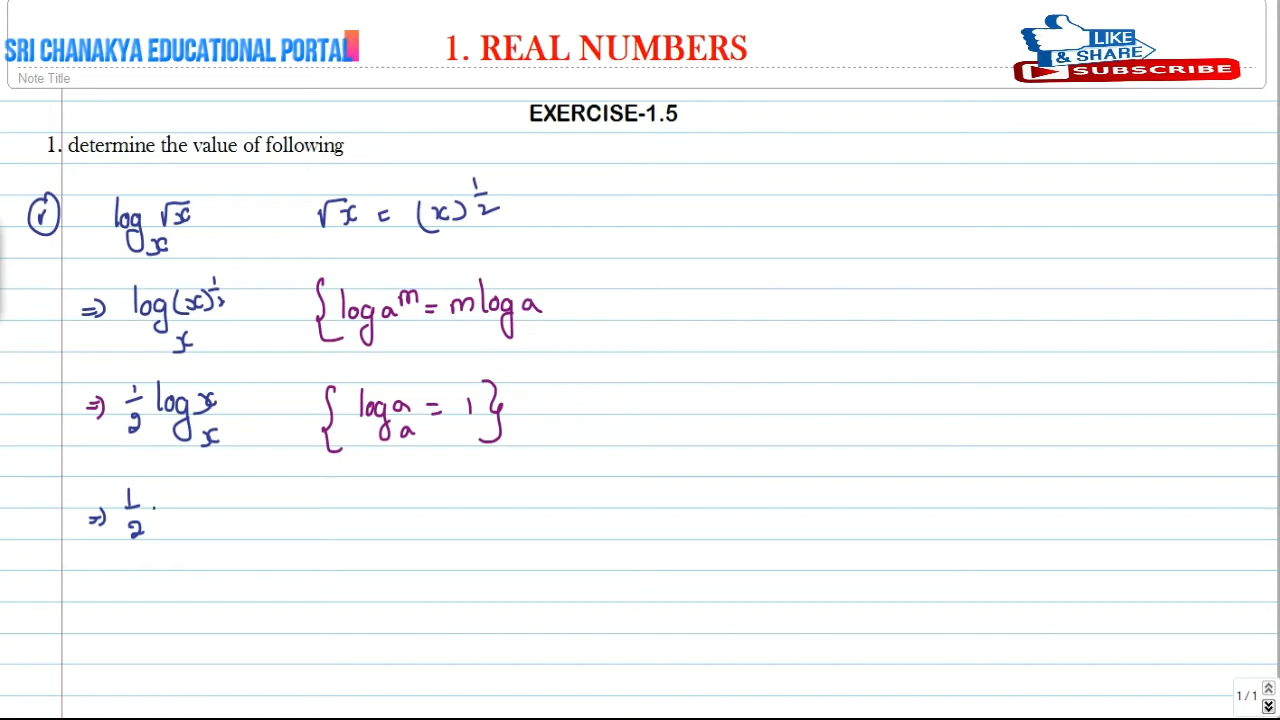 SRI CHANAKYA EDUCATIONAL PORTAL
1. REAL NUMBERS
LIKE
& SHARE
SUBSCRIBE
Note Title
EXERCISE-1.5
1. determine the value of following
log_x √x √x = (x)^1/2
⇒ log_x (x)^1/2 { log a^m = m log a
⇒ 1/2 log_x x { log_a a = 1 }
⇒ 1/2 .
1 / 1